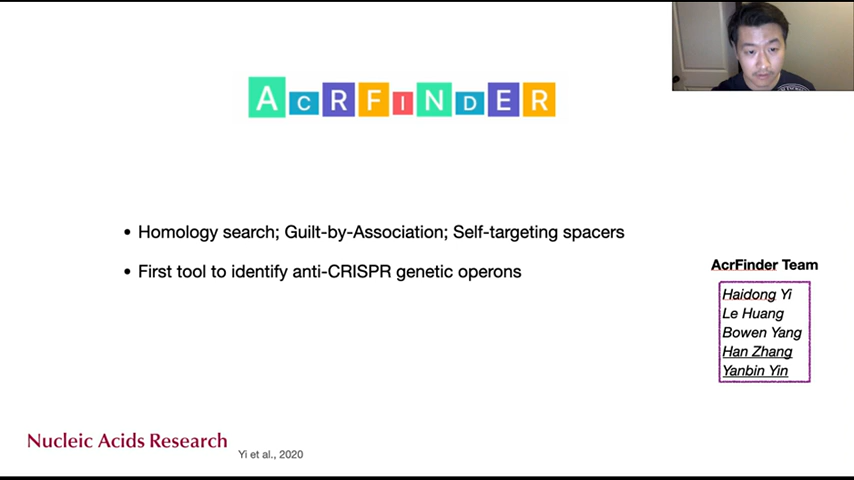 AcRFiNDER
• Homology search; Guilt-by-Association; Self-targeting spacers
• First tool to identify anti-CRISPR genetic operons
AcrFinder Team
Haidong Yi
Le Huang
Bowen Yang
Han Zhang
Yanbin Yin
Nucleic Acids Research
Yi et al., 2020